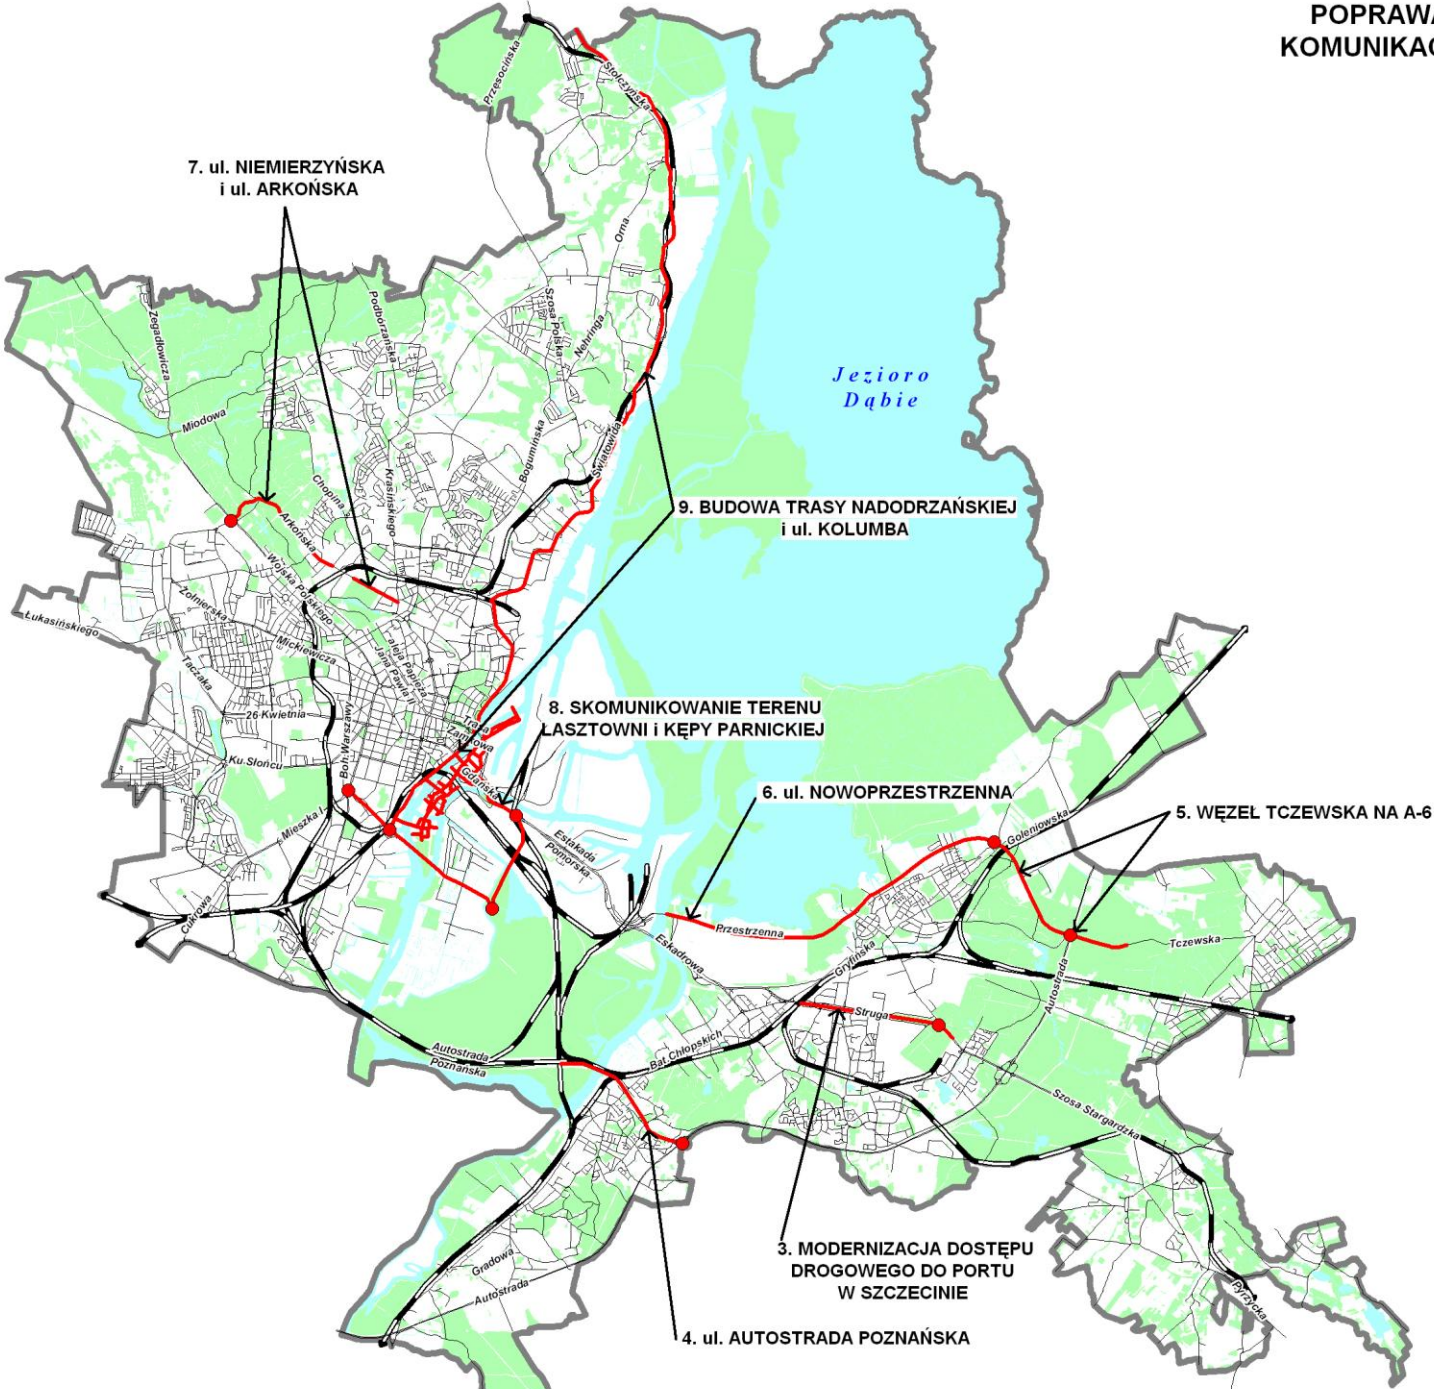 POPRAWA
KOMUNIKAC
Przęsocińska
Stołczyńska
7. ul. NIEMIERZYŃSKA
i ul. ARKOŃSKA
Orna
Szosa Polska
Nehringa
Zegadłowicza
Podbórzańska
Miodowa
Jezioro
Dąbie
Bogumińska
Światowida
Chopina
Krasińskiego
Arkońska
9. BUDOWA TRASY NADODRZAŃSKIEJ
i ul. KOLUMBA
Wojska Polskiego
Żołnierska
Łukasińskiego
Mickiewicza
Taczaka
aleja Papieża
Jana Pawła II
26 Kwietnia
Boh.Warszawy
Ku Słońcu
Trasa
Zamkowa
Gdańska
8. SKOMUNIKOWANIE TERENU
ŁASZTOWNI i KĘPY PARNICKIEJ
6. ul. NOWOPRZESTRZENNA
5. WĘZEŁ TCZEWSKA NA A-6
Mieszka I
Estakada
Pomorska
Goleniowska
Cukrowa
Przestrzenna
Eskadrowa
Gryfińska
Tczewska
Autostrada
Struga
Autostrada
Poznańska
Bat.Chłopskich
Szosa Stargardzka
3. MODERNIZACJA DOSTĘPU
DROGOWEGO DO PORTU
W SZCZECINIE
Gradowa
Autostrada
Pyrzycka
4. ul. AUTOSTRADA POZNAŃSKA